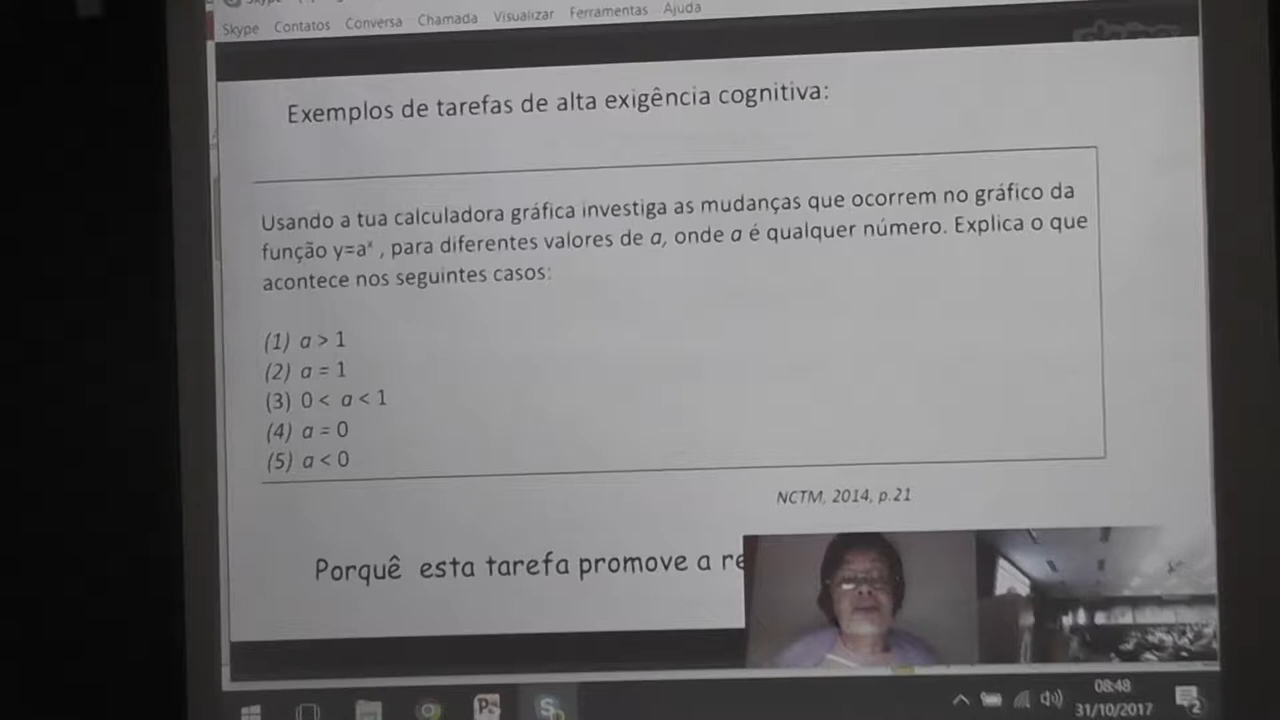 Skype Contatos Conversa Chamada Visualizar Ferramentas Ajuda
Exemplos de tarefas de alta exigência cognitiva:
Usando a tua calculadora gráfica investiga as mudanças que ocorrem no gráfico da
função y=aˣ , para diferentes valores de a, onde a é qualquer número. Explica o que
acontece nos seguintes casos:
(1) a > 1
(2) a = 1
(3) 0 < a < 1
(4) a = 0
(5) a < 0
NCTM, 2014, p.21
Porquê esta tarefa promove a re
08:48
31/10/2017
2